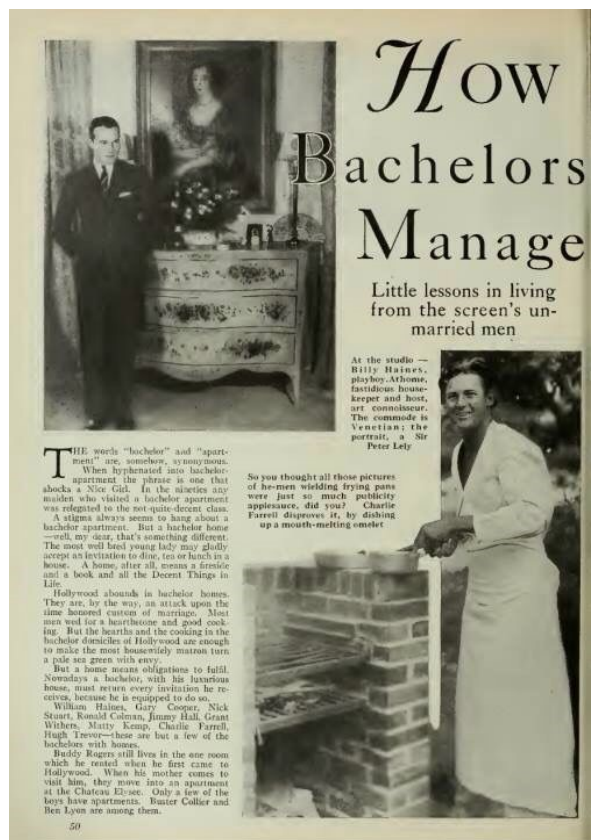 How
Bachelors
Manage
Little lessons in living
from the screen's un-
married men
At the studio —
Billy Haines,
playboy. At home,
fastidious house-
keeper and host,
art connoisseur.
The commode is
Venetian; the
portrait, a Sir
Peter Lely
So you thought all those pictures
of he-men wielding frying pans
were just so much publicity
applesauce, did you? Charlie
Farrell disproves it, by dishing
up a mouth-melting omelet
THE words "bachelor" and "apart-
ment" are, somehow, synonymous.
When hyphenated into bachelor-
apartment the phrase is one that
shocks a Nice Girl. In the nineties any
maiden who visited a bachelor apartment
was relegated to the not-quite-decent class.
A stigma always seems to hang about a
bachelor apartment. But a bachelor home
—well, my dear, that's something different.
The most well bred young lady may gladly
accept an invitation to dine, tea or lunch in a
house. A home, after all, means a fireside
and a book and all the Decent Things in
Life.
Hollywood abounds in bachelor homes.
They are, by the way, an attack upon the
time honored custom of marriage. Most
men wed for a hearthstone and good cook-
ing. But the hearths and the cooking in the
bachelor domiciles of Hollywood are enough
to make the most housewifely matron turn
a pale sea green with envy.
But a home means obligations to fulfil.
Nowadays a bachelor, with his luxurious
house, must return every invitation he re-
ceives, because he is equipped to do so.
William Haines, Gary Cooper, Nick
Stuart, Ronald Colman, Jimmy Hall, Grant
Withers, Matty Kemp, Charlie Farrell,
Hugh Trevor—these are but a few of the
bachelors with homes.
Buddy Rogers still lives in the one room
which he rented when he first came to
Hollywood. When his mother comes to
visit him, they move into an apartment
at the Chateau Elysee. Only a few of the
boys have apartments. Buster Collier and
Ben Lyon are among them.
50